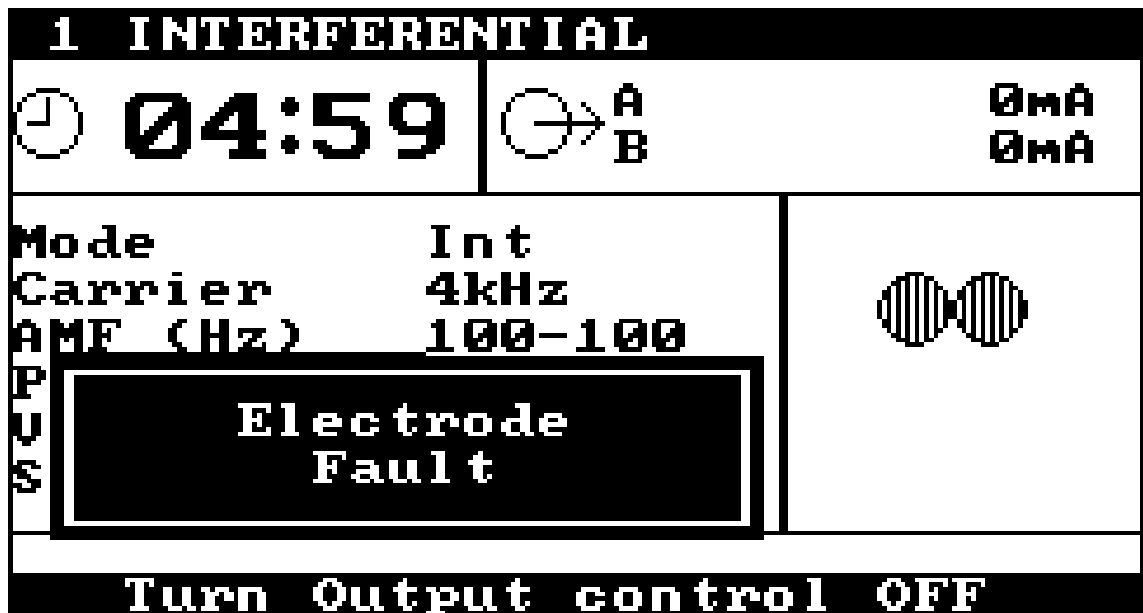 1 INTERFERENTIAL
04:59
A 0mA
B 0mA
Mode Int
Carrier 4kHz
AMF (Hz) 100-100
P
V
S
Electrode
Fault
Turn Output control OFF